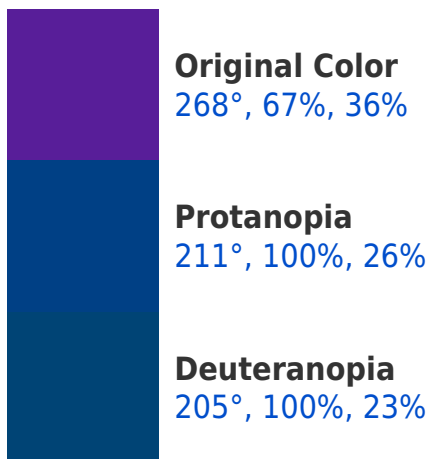 Original Color
268°, 67%, 36%
Protanopia
211°, 100%, 26%
Deuteranopia
205°, 100%, 23%